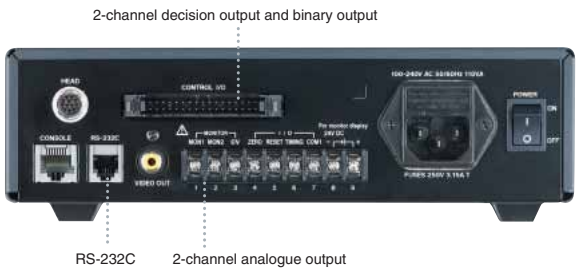 2-channel decision output and binary output
HEAD
CONTROL I/O
100-240V AC 50/60Hz 110VA
POWER
ON
OFF
CONSOLE
RS-232C
VIDEO OUT
MONITOR
I / O
For monitor display
24V DC
MON1 MON2 0V ZERO RESET TIMING COM1 - +
1 2 3 4 5 6 7 8 9
FUSES 250V 3.15A T
RS-232C
2-channel analogue output